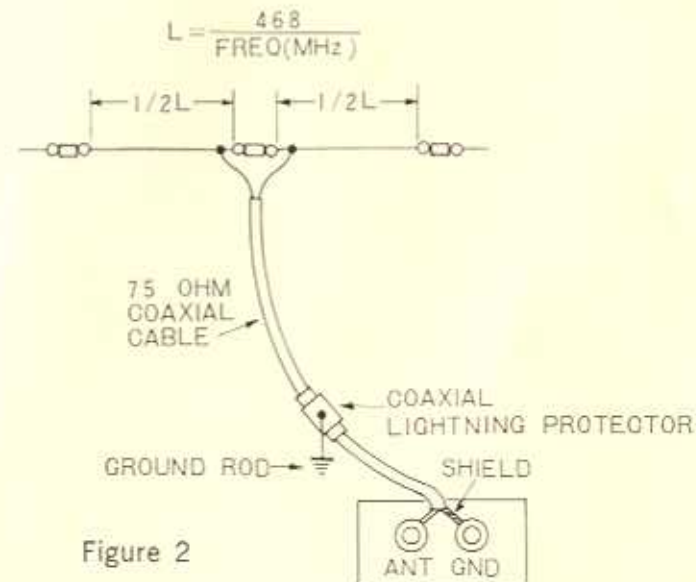 L = 468
FREQ(MHz)
1/2L
1/2L
75 OHM
COAXIAL
CABLE
COAXIAL
LIGHTNING PROTECTOR
GROUND ROD
SHIELD
ANT GND
Figure 2